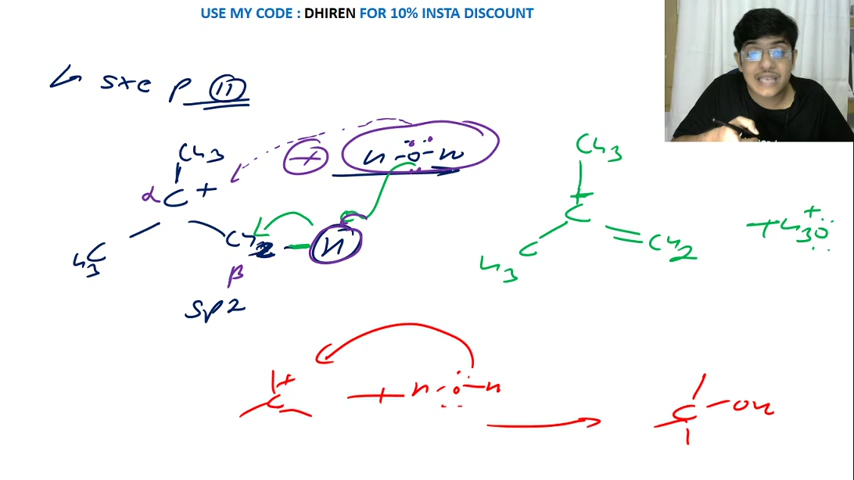 USE MY CODE : DHIREN FOR 10% INSTA DISCOUNT
↳ step 11
CH3
α C +
+ H-O-H
H3C
CH2 - H
β
sp2
CH3
+
C
H3C
= CH2
+ H3O+
C+ + H-O-H
C - OH